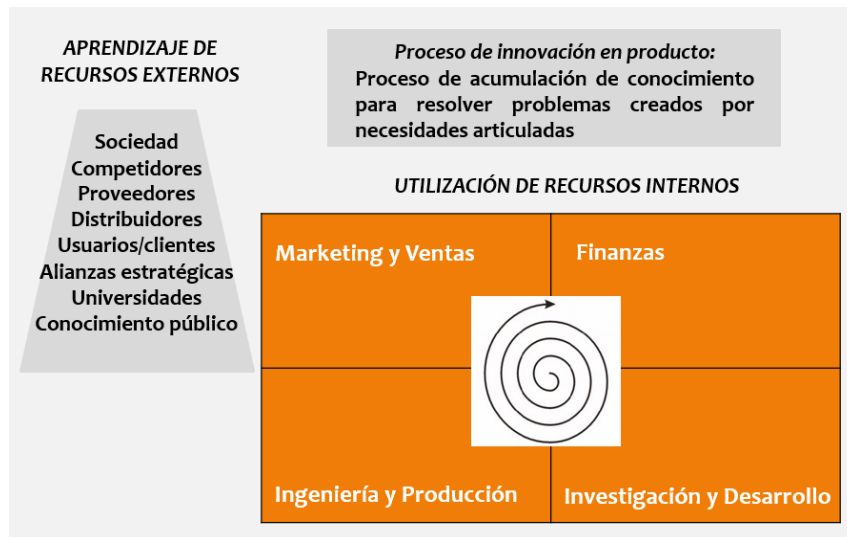 APRENDIZAJE DE
RECURSOS EXTERNOS
Sociedad
Competidores
Proveedores
Distribuidores
Usuarios/clientes
Alianzas estratégicas
Universidades
Conocimiento público
Proceso de innovación en producto:
Proceso de acumulación de conocimiento
para resolver problemas creados por
necesidades articuladas
UTILIZACIÓN DE RECURSOS INTERNOS
Marketing y Ventas
Finanzas
Ingeniería y Producción
Investigación y Desarrollo